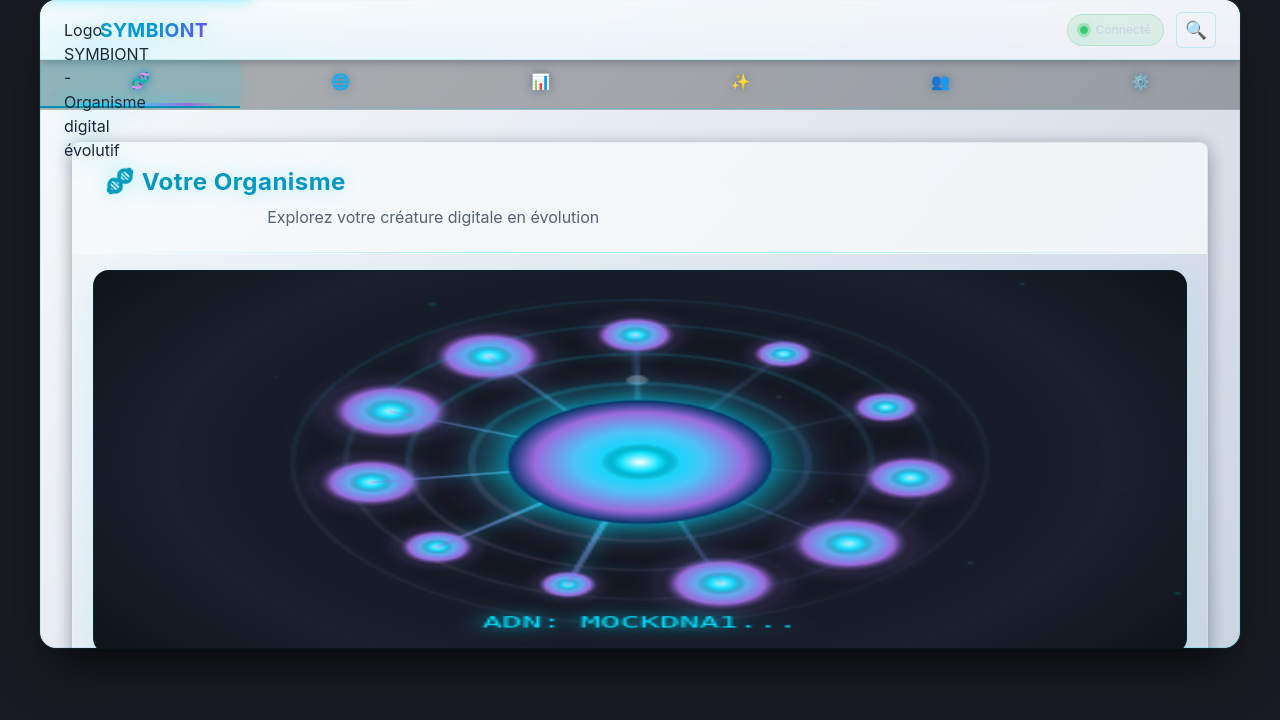 Logo
SYMBIONT
-
Organisme
digital
évolutif
SYMBIONT
Connecté
🧬 Votre Organisme
Explorez votre créature digitale en évolution
ADN: MOCKDNA1...